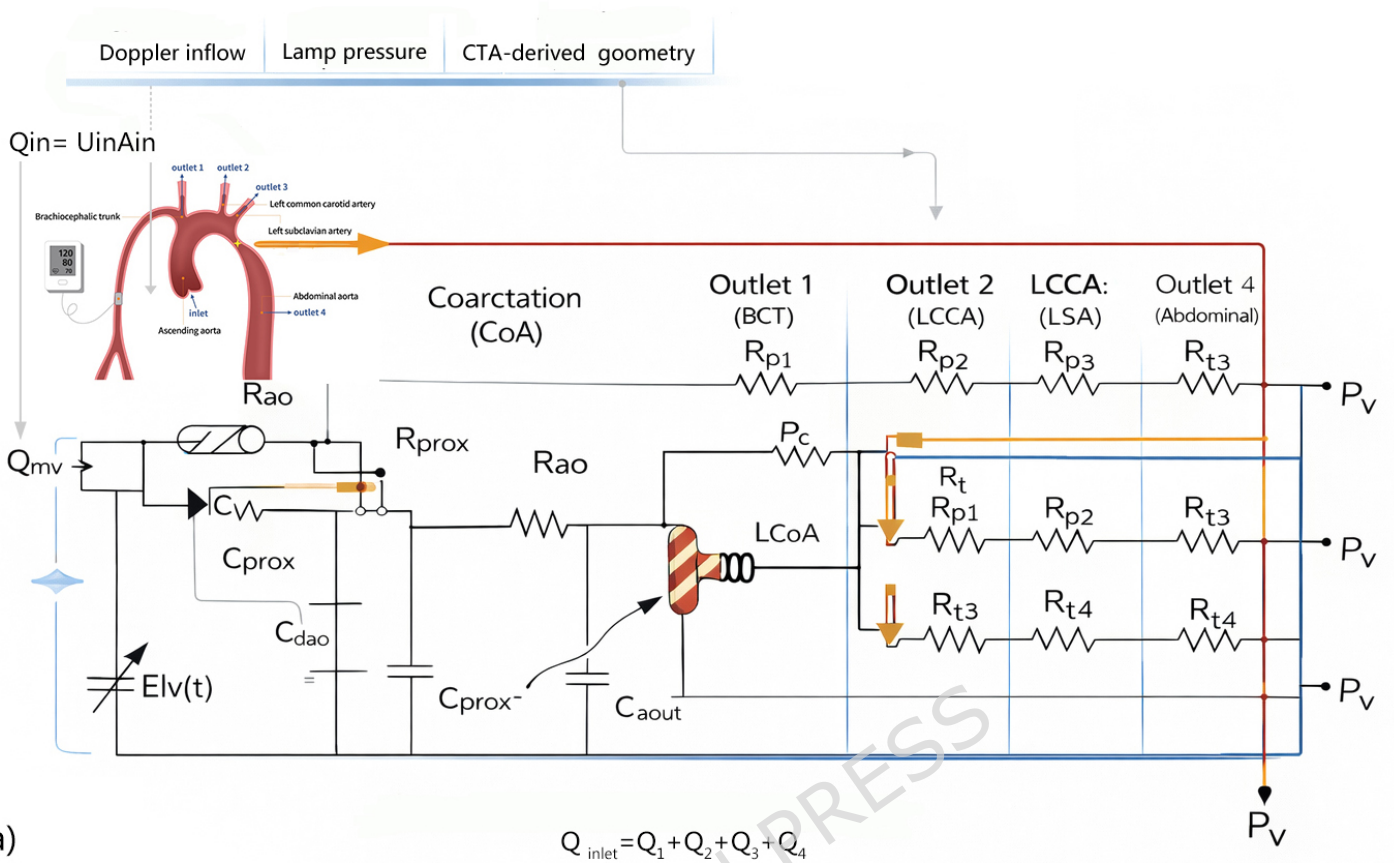 Doppler inflow Lamp pressure CTA-derived goometry
Qin= UinAin
outlet 1 outlet 2
outlet 3
Left common carotid artery
Brachiocephalic trunk
Left subclavian artery
120
80
70
Abdominal aorta
inlet
outlet 4
Ascending aorta
Coarctation
(CoA)
Outlet 1
(BCT)
Outlet 2
(LCCA)
LCCA:
(LSA)
Outlet 4
(Abdominal)
Rp1 Rp2 Rp3 Rt3
Pv
Rao
Qmv
Rprox
Rao
Pc
Rt
CV
Cprox
LCoA
Rp1 Rp2 Rt3
Pv
Cdao
=
Rt3 Rt4 Rt4
Elv(t)
Cprox-
Caout
Pv
Pv
a)
Q inlet=Q1+Q2+Q3+Q4
PRESS